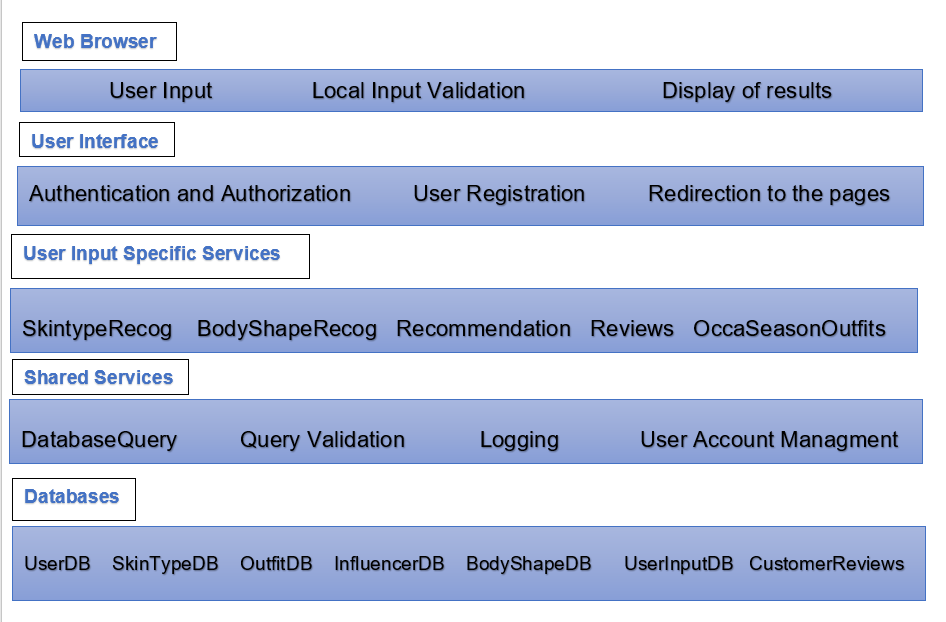 Web Browser
User Input Local Input Validation Display of results
User Interface
Authentication and Authorization User Registration Redirection to the pages
User Input Specific Services
SkintypeRecog BodyShapeRecog Recommendation Reviews OccaSeasonOutfits
Shared Services
DatabaseQuery Query Validation Logging User Account Managment
Databases
UserDB SkinTypeDB OutfitDB InfluencerDB BodyShapeDB UserInputDB CustomerReviews